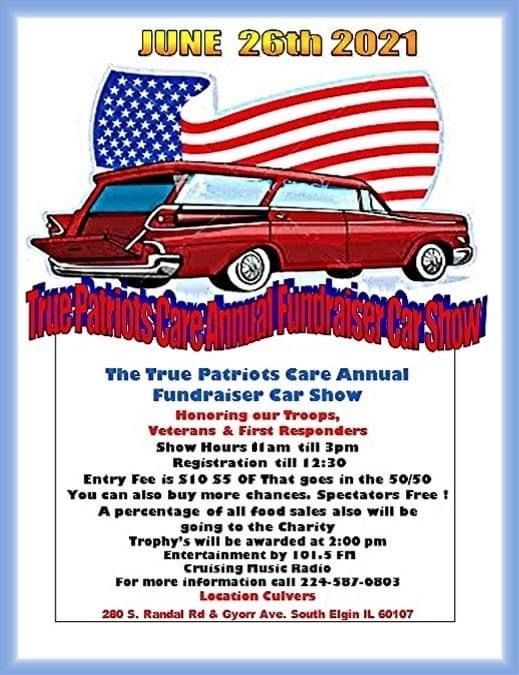 JUNE 26th 2021
True Patriots Care Annual Fundraiser Car Show
The True Patriots Care Annual
Fundraiser Car Show
Honoring our Troops,
Veterans & First Responders
Show Hours 11am till 3pm
Registration till 12:30
Entry Fee is $10 $5 OF That goes in the 50/50
You can also buy more chances. Spectators Free !
A percentage of all food sales also will be
going to the Charity
Trophy's will be awarded at 2:00 pm
Entertainment by 101.5 FM
Cruising Music Radio
For more information call 224-587-0803
Location Culvers
280 S. Randal Rd & Gyorr Ave. South Elgin IL 60107